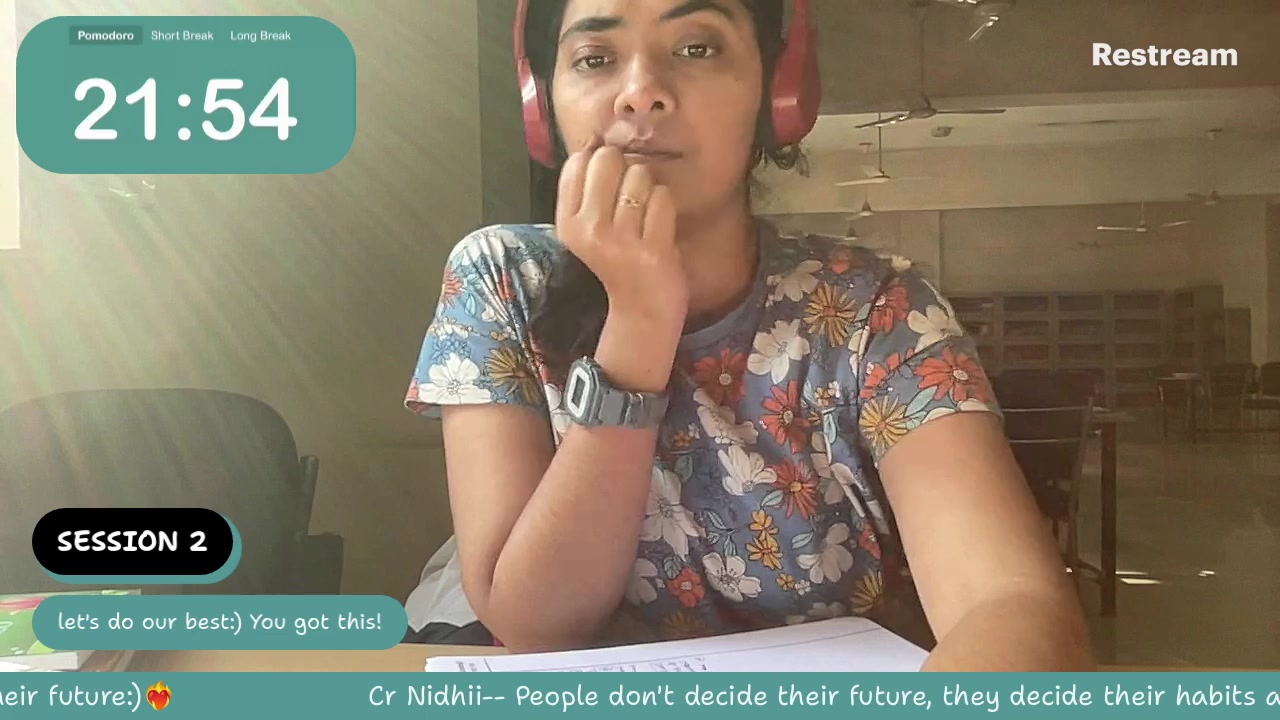 Pomodoro Short Break Long Break
21:54
Restream
SESSION 2
let's do our best:) You got this!
eir future:)❤️‍🔥 Cr Nidhii-- People don't decide their future, they decide their habits a